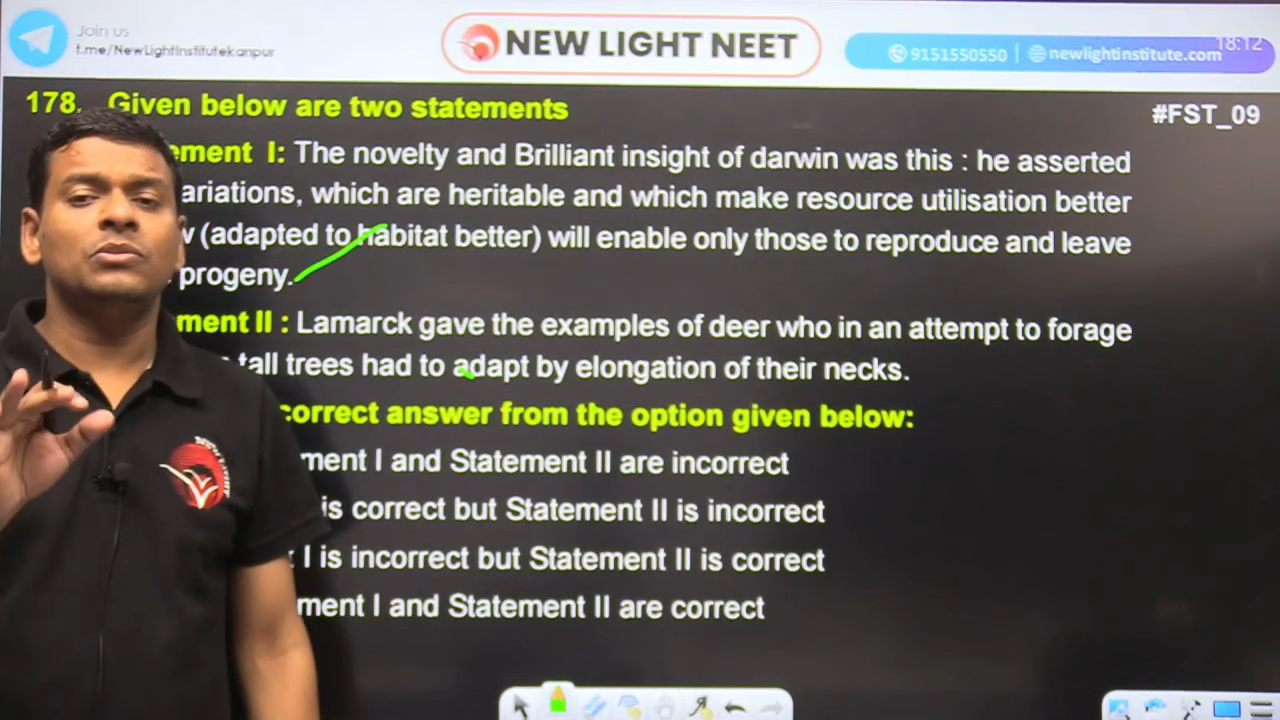 Join us
t.me/NewLightInstitutekanpur
NEW LIGHT NEET
9151550550
newlightinstitute.com
18:12
178. Given below are two statements
#FST_09
ement I: The novelty and Brilliant insight of darwin was this : he asserted
ariations, which are heritable and which make resource utilisation better
(adapted to habitat better) will enable only those to reproduce and leave
progeny.
ment II : Lamarck gave the examples of deer who in an attempt to forage
tall trees had to adapt by elongation of their necks.
correct answer from the option given below:
ment I and Statement II are incorrect
is correct but Statement II is incorrect
I is incorrect but Statement II is correct
ment I and Statement II are correct